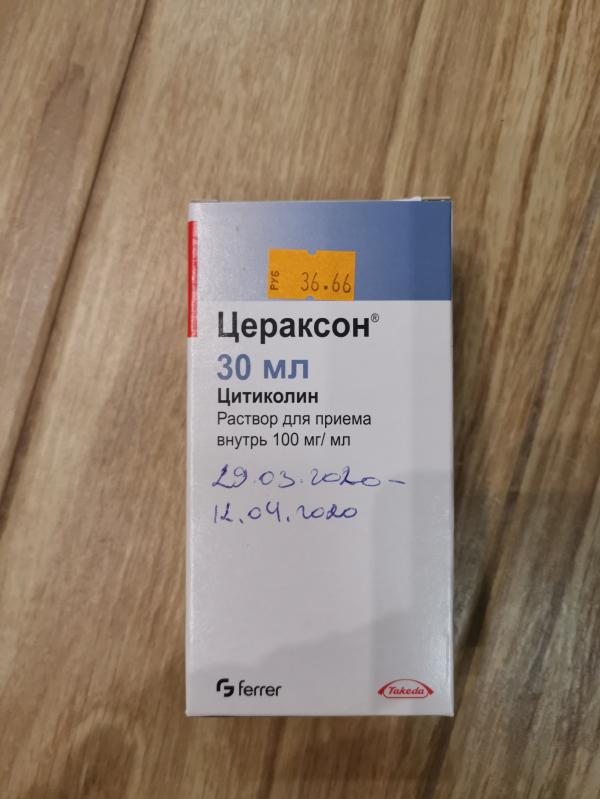 РУБ 36.66
Цераксон®
30 мл
Цитиколин
Раствор для приема
внутрь 100 мг/ мл
29.03.2020-
12.04.2020
ferrer
Takeda